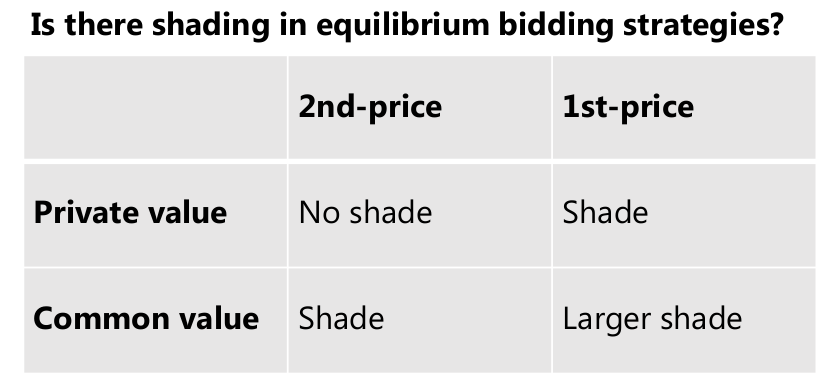 Is there shading in equilibrium bidding strategies?
2nd-price 1st-price
Private value No shade Shade
Common value Shade Larger shade